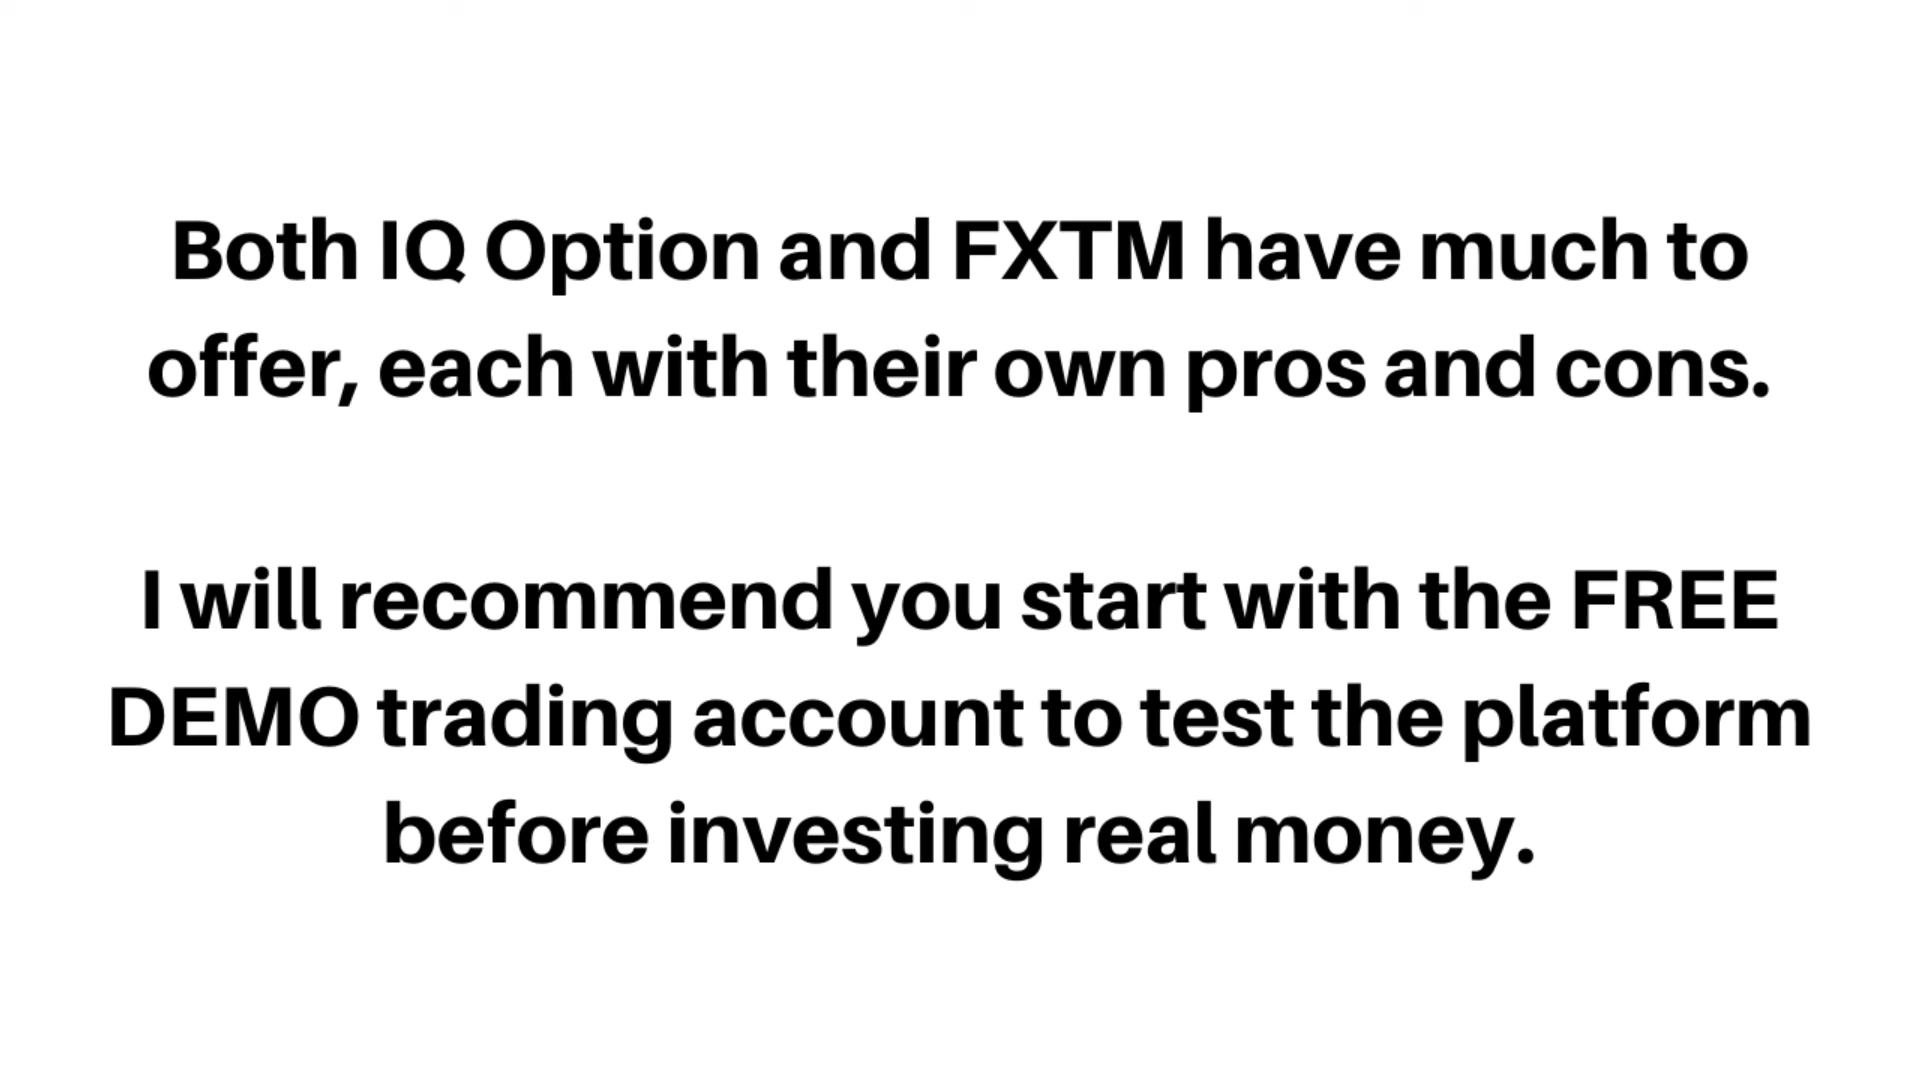 Both IQ Option and FXTM have much to
offer, each with their own pros and cons.
I will recommend you start with the FREE
DEMO trading account to test the platform
before investing real money.